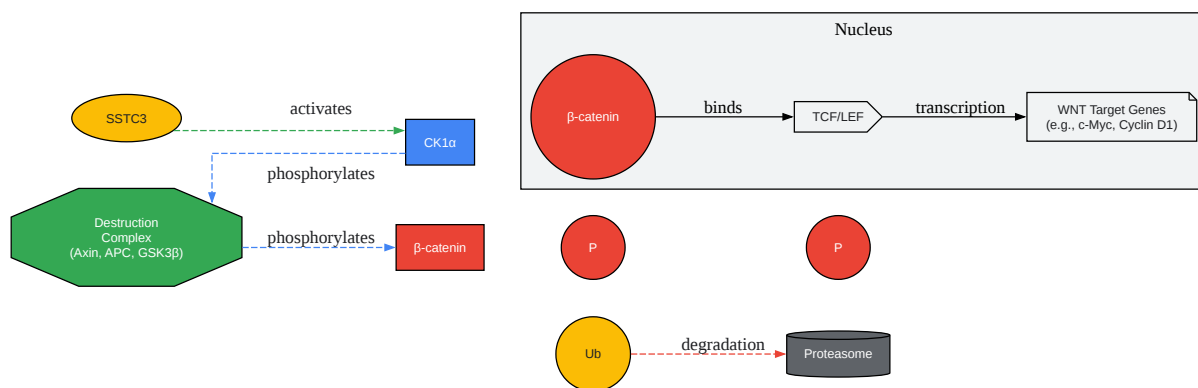 Nucleus
SSTC3
activates
CK1α
phosphorylates
Destruction
Complex
(Axin, APC, GSK3β)
phosphorylates
β-catenin
β-catenin
binds
TCF/LEF
transcription
WNT Target Genes
(e.g., c-Myc, Cyclin D1)
P
P
Ub
degradation
Proteasome